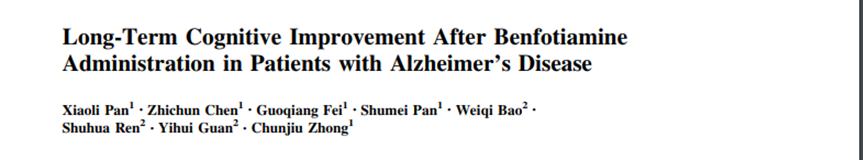 Long-Term Cognitive Improvement After Benfotiamine
Administration in Patients with Alzheimer's Disease
Xiaoli Pan¹ · Zhichun Chen¹ · Guoqiang Fei¹ · Shumei Pan¹ · Weiqi Bao² ·
Shuhua Ren² · Yihui Guan² · Chunjiu Zhong¹